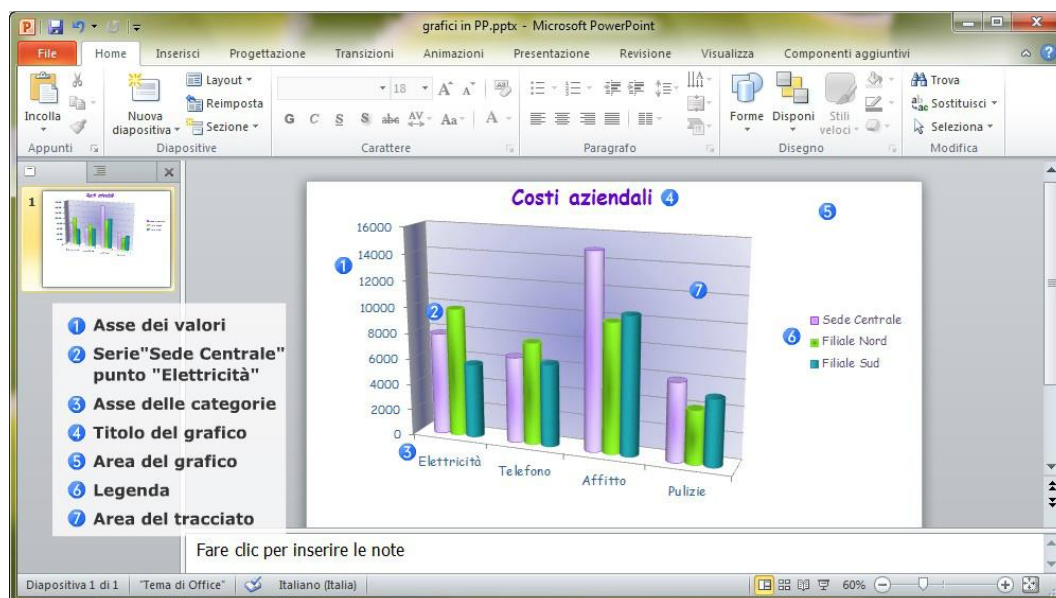 grafici in PP.pptx - Microsoft PowerPoint
File Home Inserisci Progettazione Transizioni Animazioni Presentazione Revisione Visualizza Componenti aggiuntivi
Incolla
Appunti
Nuova
diapositiva
Layout
Reimposta
Sezione
Diapositive
18
G C S S abc AV Aa A
Carattere
Paragrafo
Forme
Disponi
Stili
veloci
Disegno
Trova
Sostituisci
Seleziona
Modifica
1
Costi aziendali 4
5
16000
14000
12000
10000
8000
6000
4000
2000
0
1
2
3
7
6
Elettricità
Telefono
Affitto
Pulizie
Sede Centrale
Filiale Nord
Filiale Sud
1 Asse dei valori
2 Serie"Sede Centrale"
punto "Elettricità"
3 Asse delle categorie
4 Titolo del grafico
5 Area del grafico
6 Legenda
7 Area del tracciato
Fare clic per inserire le note
Diapositiva 1 di 1 "Tema di Office" Italiano (Italia) 60%